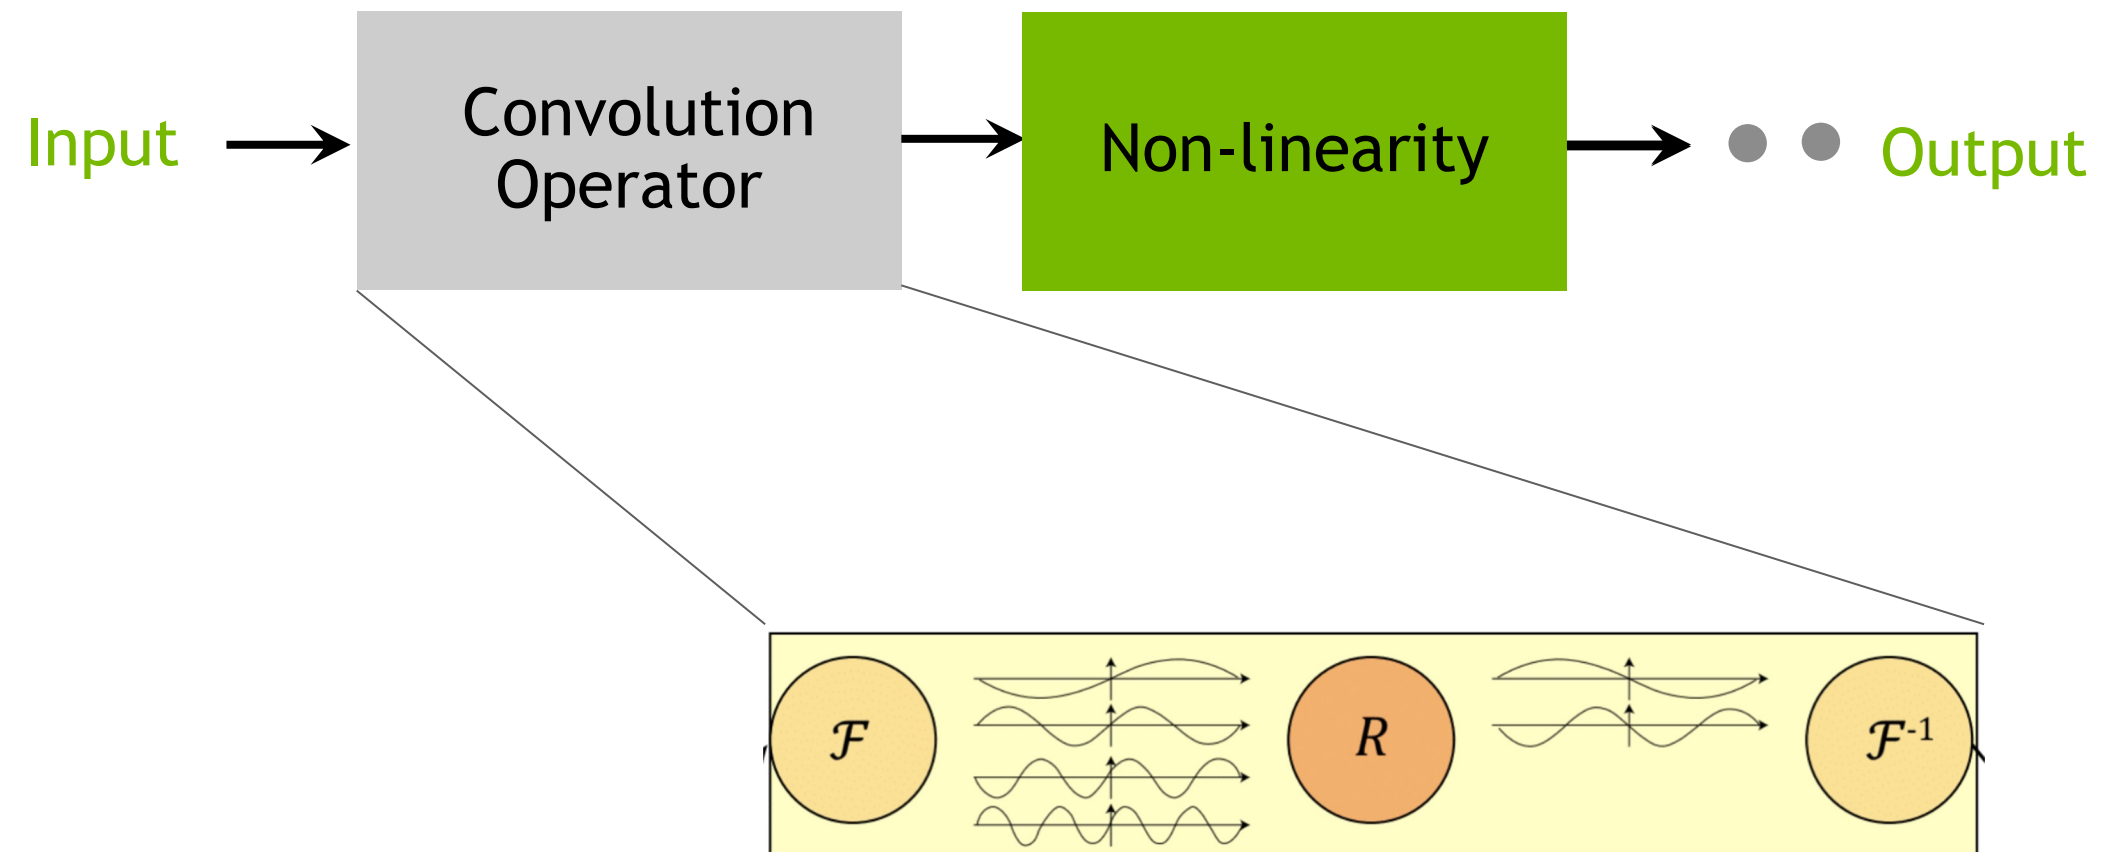 Input
Convolution
Operator
Non-linearity
Output
ℱ
R
ℱ⁻¹